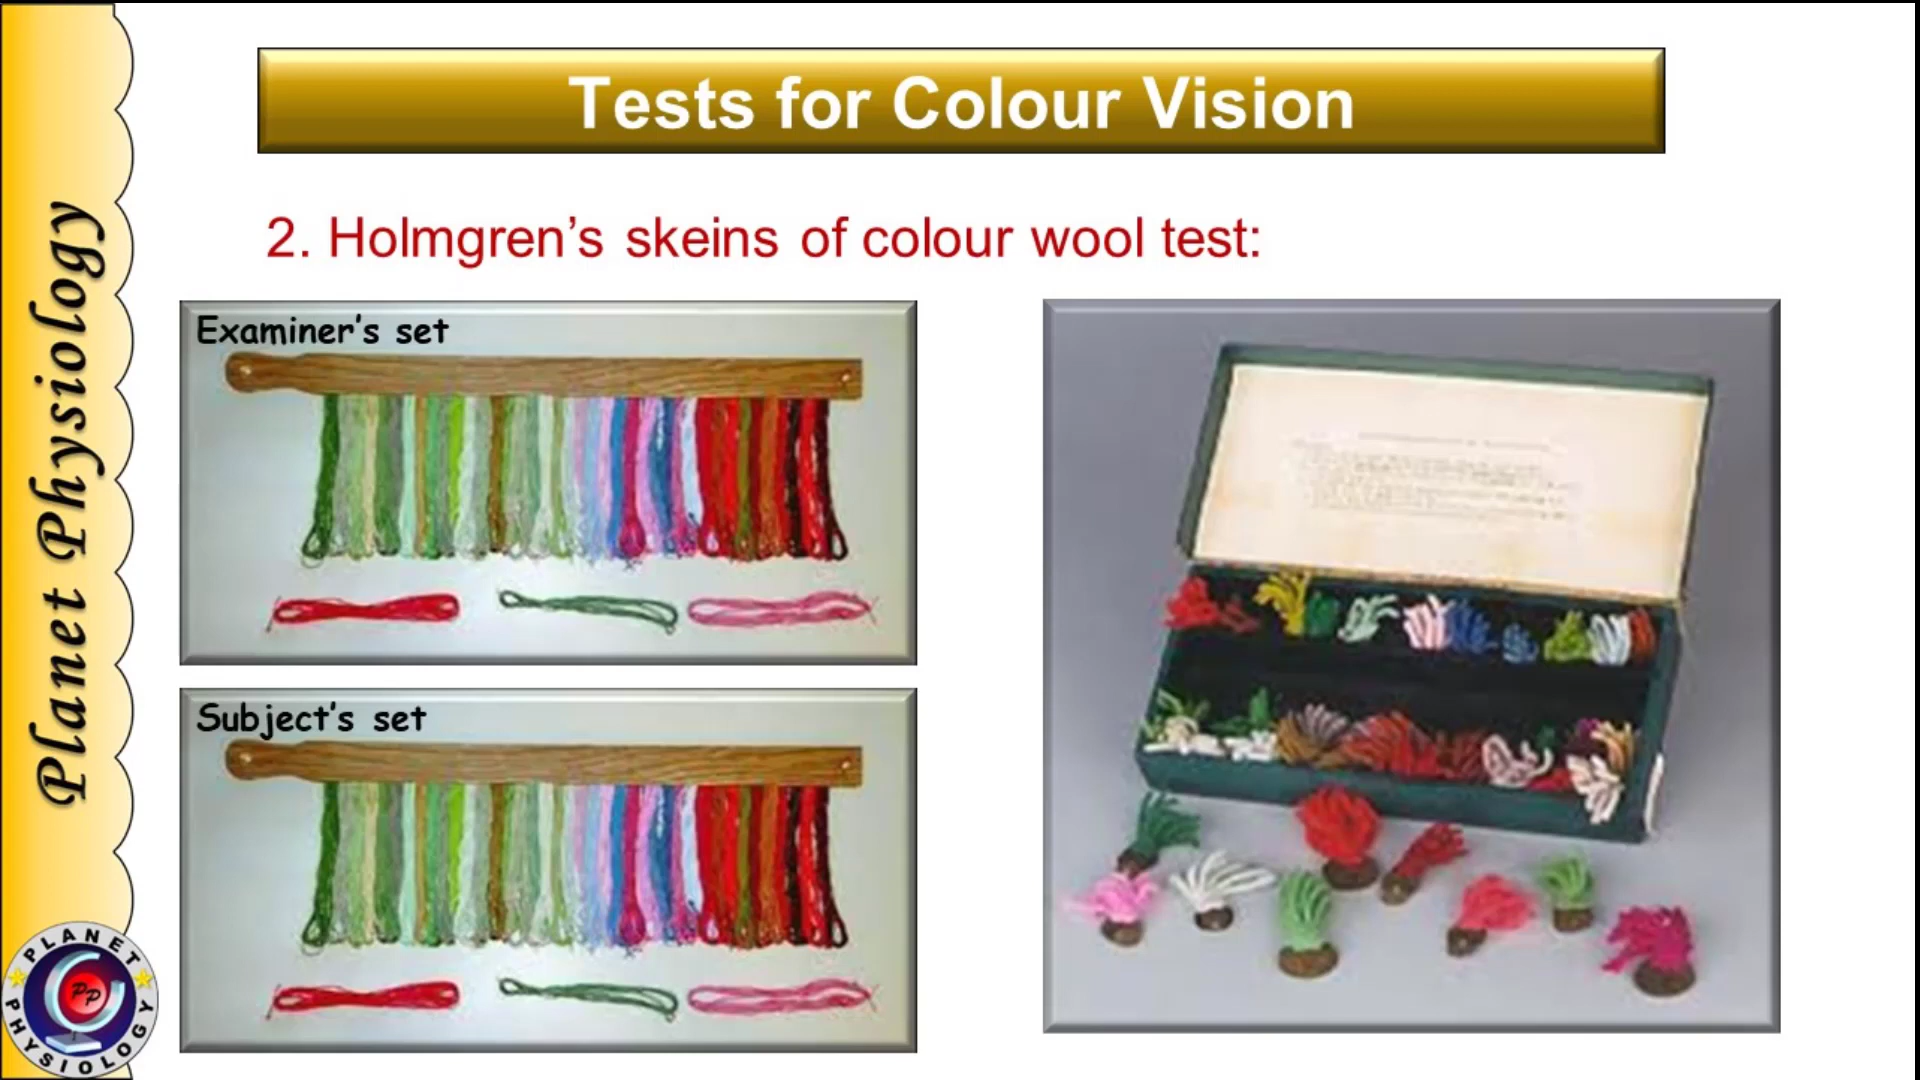 Tests for Colour Vision
2. Holmgren’s skeins of colour wool test:
Examiner’s set
Subject’s set
Planet Physiology
PLANET
PP
PHYSIOLOGY